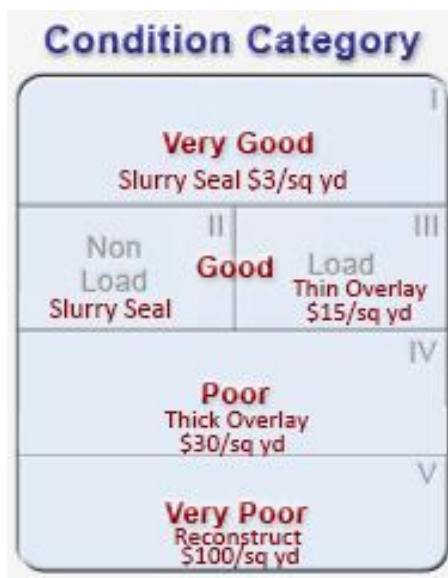 Condition Category
I
Very Good
Slurry Seal $3/sq yd
II
III
Non
Load
Slurry Seal
Good
Load
Thin Overlay
$15/sq yd
IV
Poor
Thick Overlay
$30/sq yd
V
Very Poor
Reconstruct
$100/sq yd